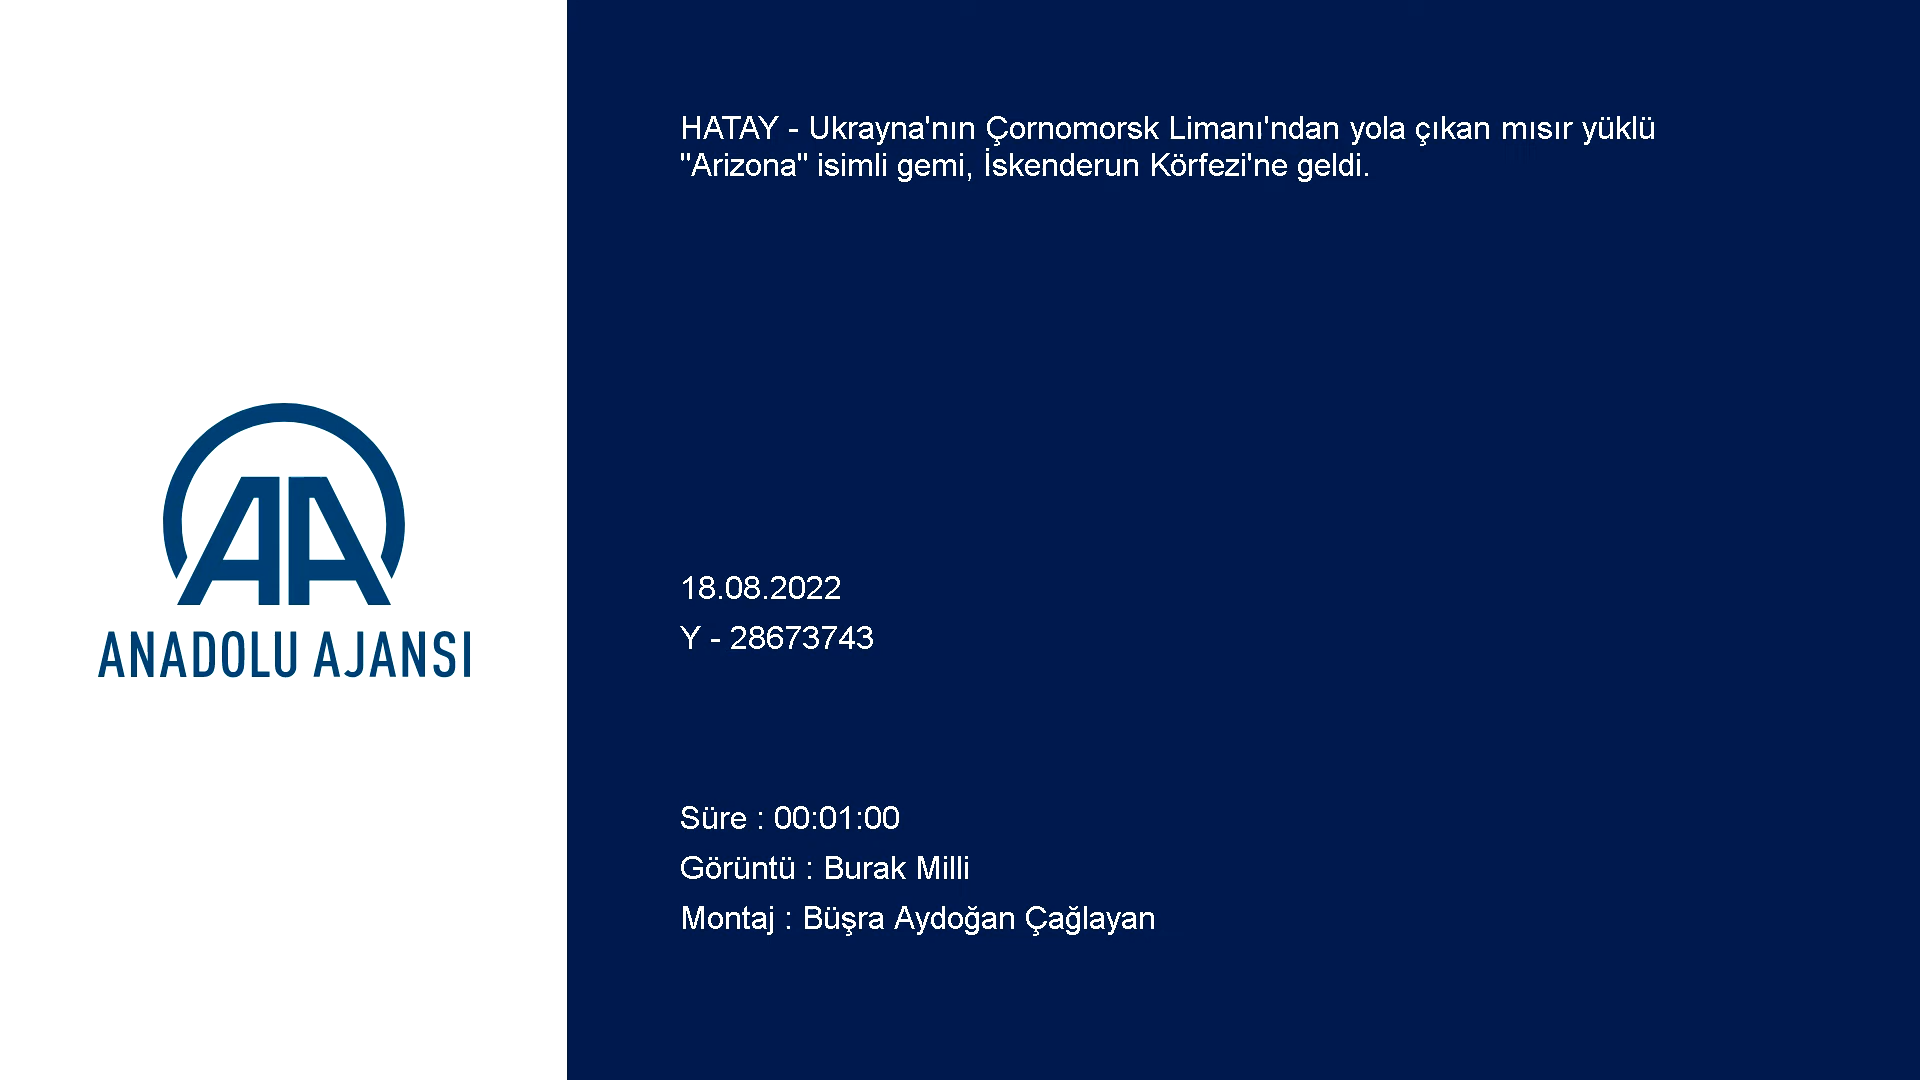 HATAY - Ukrayna'nın Çornomorsk Limanı'ndan yola çıkan mısır yüklü
"Arizona" isimli gemi, İskenderun Körfezi'ne geldi.
AA
ANADOLU AJANSI
18.08.2022
Y - 28673743
Süre : 00:01:00
Görüntü : Burak Milli
Montaj : Büşra Aydoğan Çağlayan